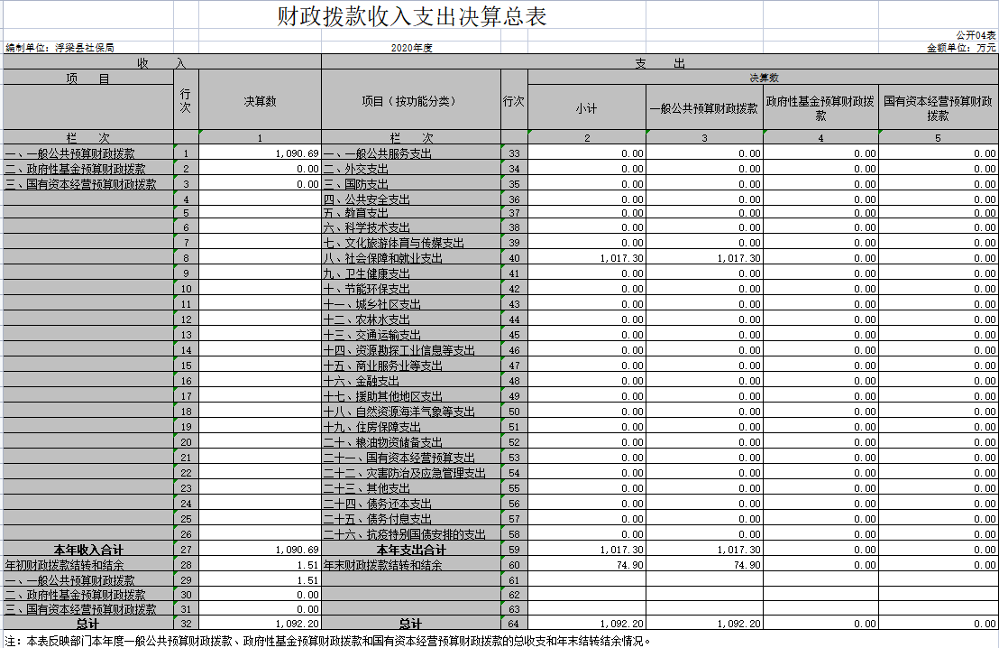 财政拨款收入支出决算总表
公开04表
编制单位：浮梁县社保局 2020年度 金额单位：万元
收 入 支 出
项 目 行次 决算数 项目（按功能分类） 行次 决算数
小计 一般公共预算财政拨款 政府性基金预算财政拨款 国有资本经营预算财政拨款
栏 次 1 栏 次 2 3 4 5
一、一般公共预算财政拨款 1 1,090.69 一、一般公共服务支出 33 0.00 0.00 0.00 0.00
二、政府性基金预算财政拨款 2 0.00 二、外交支出 34 0.00 0.00 0.00 0.00
三、国有资本经营预算财政拨款 3 0.00 三、国防支出 35 0.00 0.00 0.00 0.00
4 四、公共安全支出 36 0.00 0.00 0.00 0.00
5 五、教育支出 37 0.00 0.00 0.00 0.00
6 六、科学技术支出 38 0.00 0.00 0.00 0.00
7 七、文化旅游体育与传媒支出 39 0.00 0.00 0.00 0.00
8 八、社会保障和就业支出 40 1,017.30 1,017.30 0.00 0.00
9 九、卫生健康支出 41 0.00 0.00 0.00 0.00
10 十、节能环保支出 42 0.00 0.00 0.00 0.00
11 十一、城乡社区支出 43 0.00 0.00 0.00 0.00
12 十二、农林水支出 44 0.00 0.00 0.00 0.00
13 十三、交通运输支出 45 0.00 0.00 0.00 0.00
14 十四、资源勘探工业信息等支出 46 0.00 0.00 0.00 0.00
15 十五、商业服务业等支出 47 0.00 0.00 0.00 0.00
16 十六、金融支出 48 0.00 0.00 0.00 0.00
17 十七、援助其他地区支出 49 0.00 0.00 0.00 0.00
18 十八、自然资源海洋气象等支出 50 0.00 0.00 0.00 0.00
19 十九、住房保障支出 51 0.00 0.00 0.00 0.00
20 二十、粮油物资储备支出 52 0.00 0.00 0.00 0.00
21 二十一、国有资本经营预算支出 53 0.00 0.00 0.00 0.00
22 二十二、灾害防治及应急管理支出 54 0.00 0.00 0.00 0.00
23 二十三、其他支出 55 0.00 0.00 0.00 0.00
24 二十四、债务还本支出 56 0.00 0.00 0.00 0.00
25 二十五、债务付息支出 57 0.00 0.00 0.00 0.00
26 二十六、抗疫特别国债安排的支出 58 0.00 0.00 0.00 0.00
本年收入合计 27 1,090.69 本年支出合计 59 1,017.30 1,017.30 0.00 0.00
年初财政拨款结转和结余 28 1.51 年末财政拨款结转和结余 60 74.90 74.90 0.00 0.00
一、一般公共预算财政拨款 29 1.51 61
二、政府性基金预算财政拨款 30 0.00 62
三、国有资本经营预算财政拨款 31 0.00 63
总计 32 1,092.20 总计 64 1,092.20 1,092.20 0.00 0.00
注：本表反映部门本年度一般公共预算财政拨款、政府性基金预算财政拨款和国有资本经营预算财政拨款的总收支和年末结转结余情况。